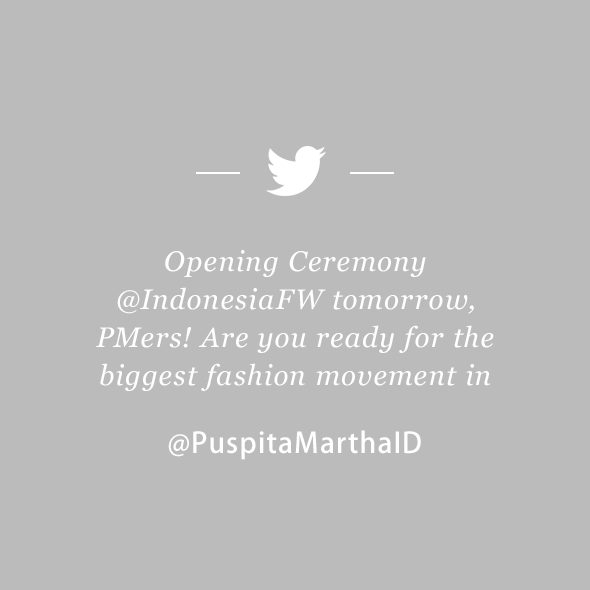 Opening Ceremony
@IndonesiaFW tomorrow,
PMers! Are you ready for the
biggest fashion movement in
@PuspitaMarthaID